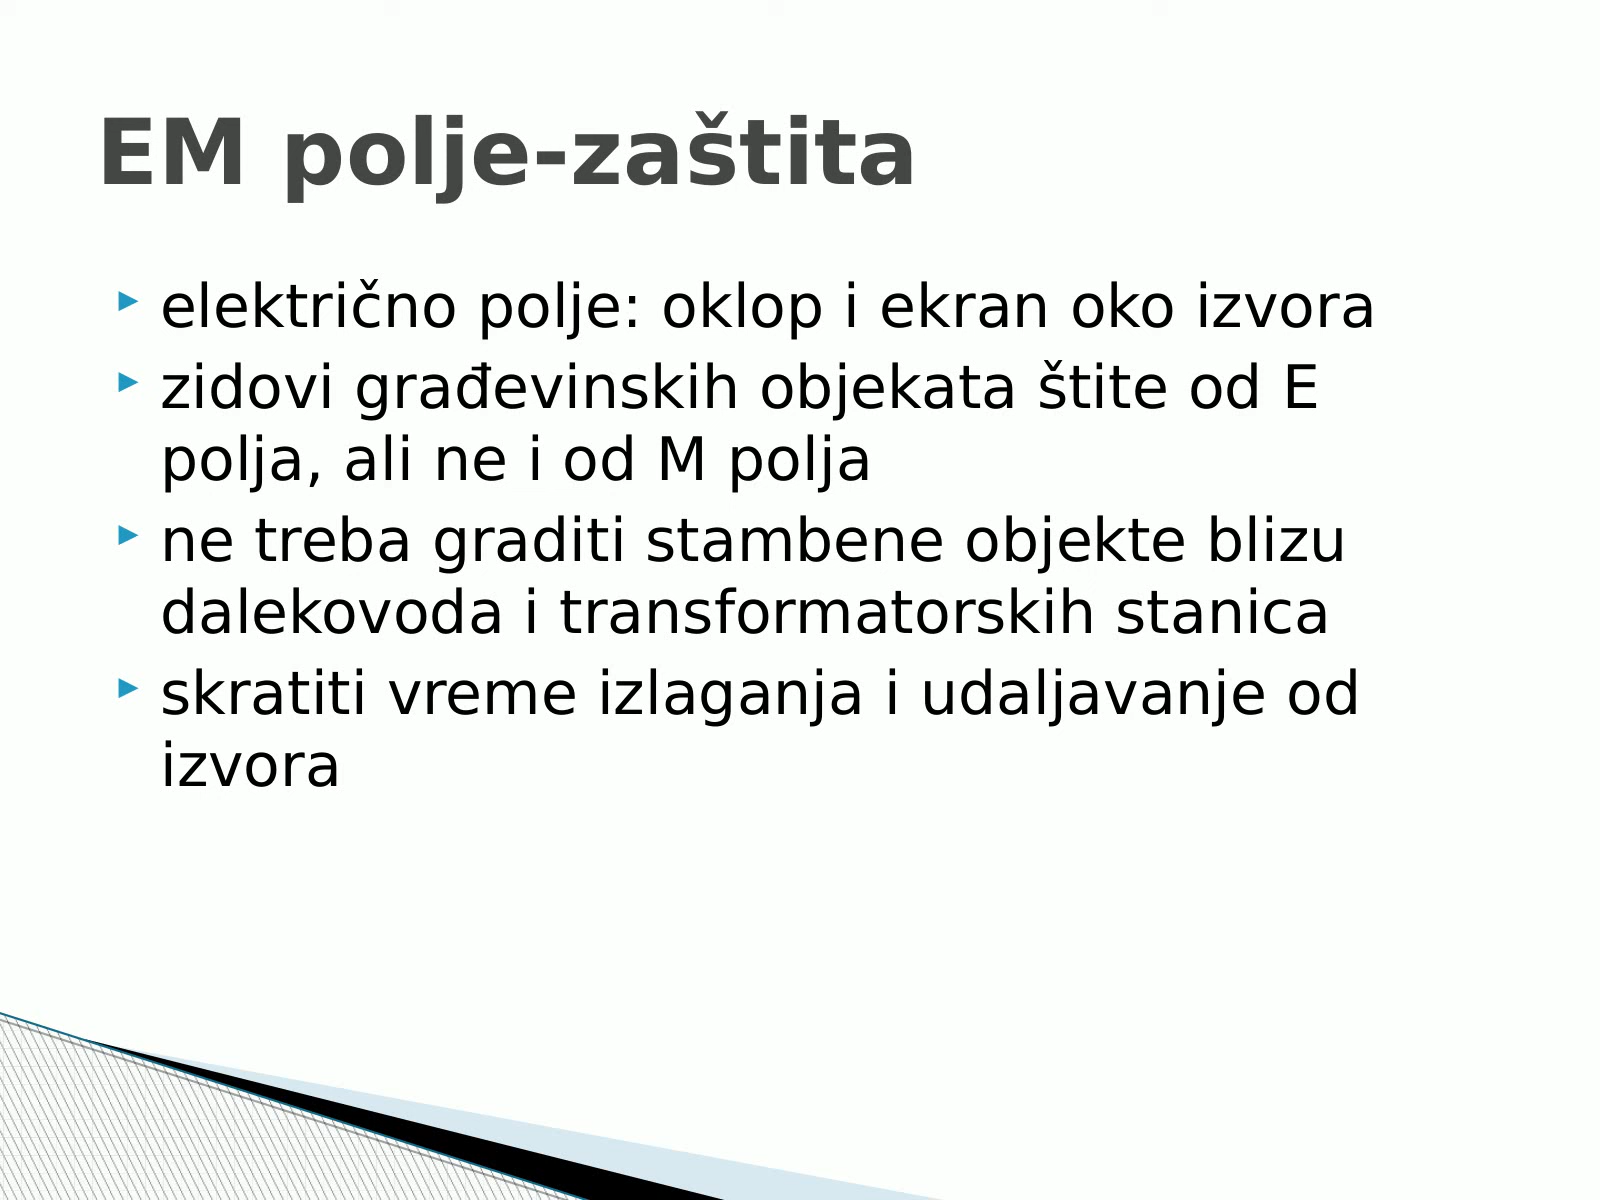 EM polje-zaštita
električno polje: oklop i ekran oko izvora
zidovi građevinskih objekata štite od E
polja, ali ne i od M polja
ne treba graditi stambene objekte blizu
dalekovoda i transformatorskih stanica
skratiti vreme izlaganja i udaljavanje od
izvora